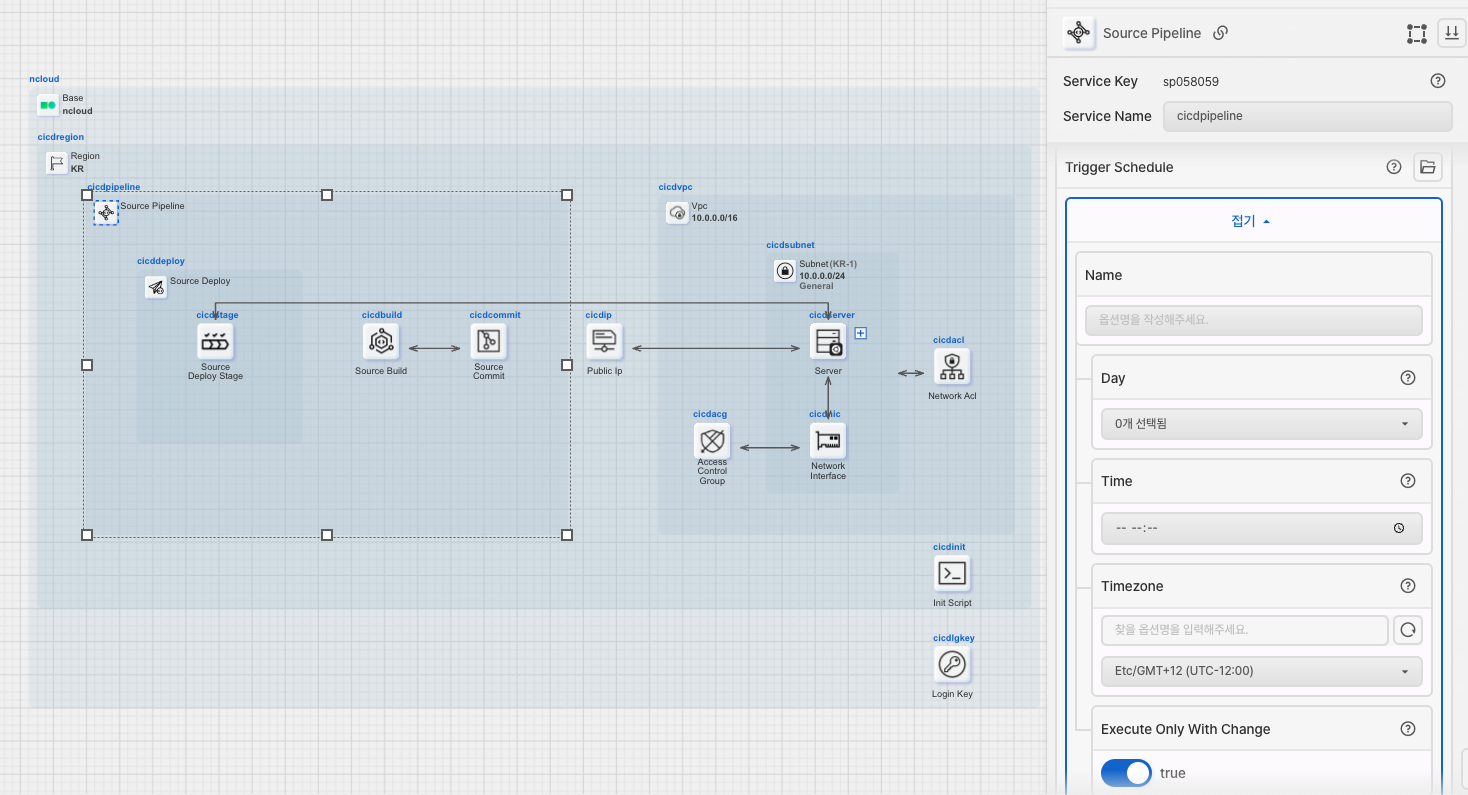 ncloud
Base
ncloud
cicdregion
Region
KR
cicdpipeline
Source Pipeline
cicddeploy
Source Deploy
Source
Deploy Stage
cicdbuild
Source Build
cicdcommit
Source
Commit
cicdip
Public Ip
cicdvpc
Vpc
10.0.0.0/16
cicdsubnet
Subnet(KR-1)
10.0.0.0/24
General
Server
cicdacl
Network Acl
cicdacg
Access
Control
Group
Network
Interface
cicdinit
Init Script
cicdlgkey
Login Key
Source Pipeline
Service Key
sp058059
Service Name
cicdpipeline
Trigger Schedule
접기
Name
옵션명을 작성해주세요.
Day
0개 선택됨
Time
-- --:--
Timezone
찾을 옵션명을 입력해주세요.
Etc/GMT+12 (UTC-12:00)
Execute Only With Change
true